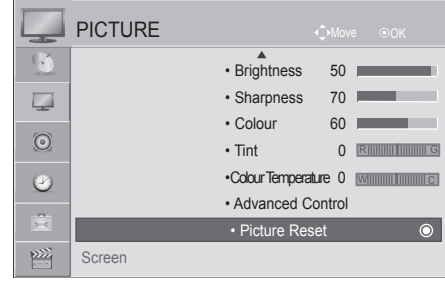 PICTURE Move OK
• Brightness 50
• Sharpness 70
• Colour 60
• Tint 0 R G
•Colour Temperature 0 W C
• Advanced Control
• Picture Reset
Screen